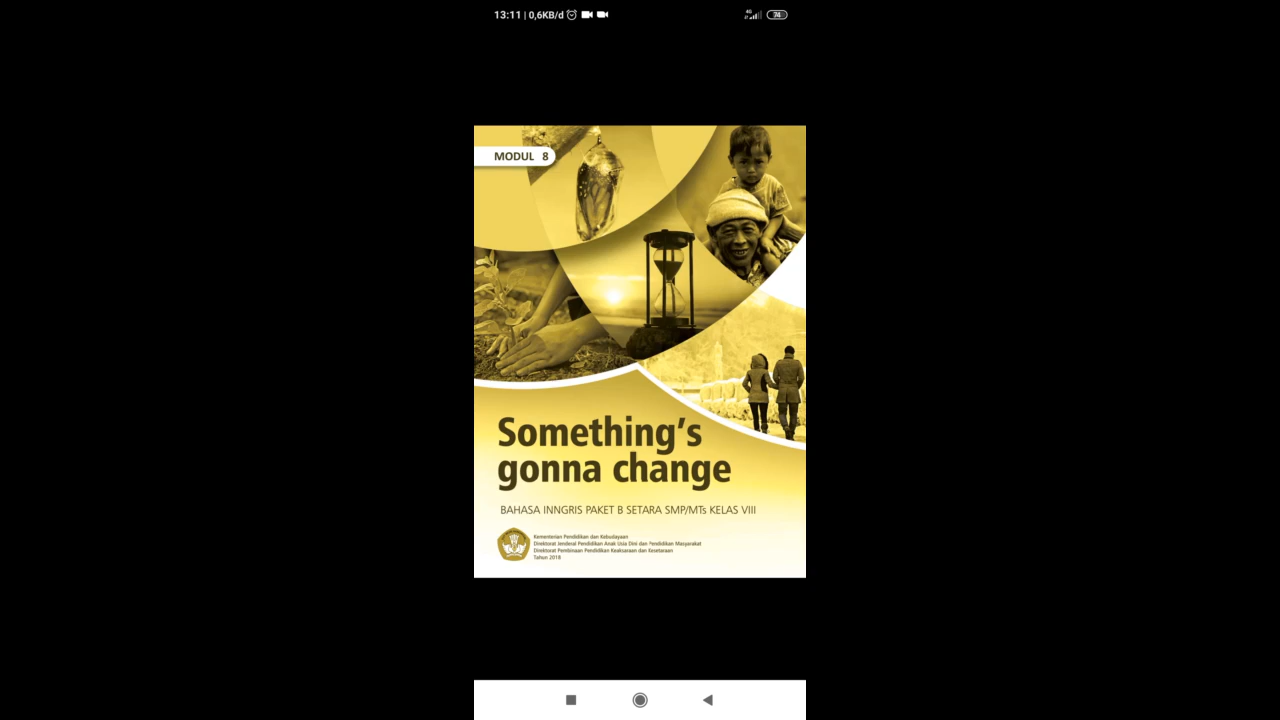 13:11 | 0,6KB/d
4G
74
MODUL 8
Something's
gonna change
BAHASA INNGRIS PAKET B SETARA SMP/MTs KELAS VIII
Kementerian Pendidikan dan Kebudayaan
Direktorat Jenderal Pendidikan Anak Usia Dini dan Pendidikan Masyarakat
Direktorat Pembinaan Pendidikan Keaksaraan dan Kesetaraan
Tahun 2018